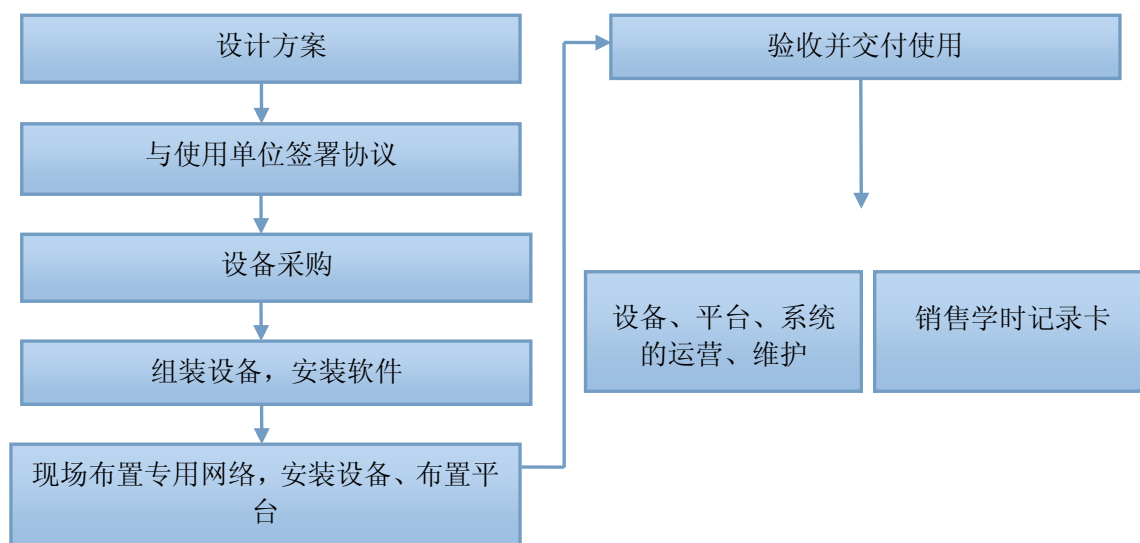 设计方案
与使用单位签署协议
设备采购
组装设备，安装软件
现场布置专用网络，安装设备、布置平
台
验收并交付使用
设备、平台、系统
的运营、维护
销售学时记录卡